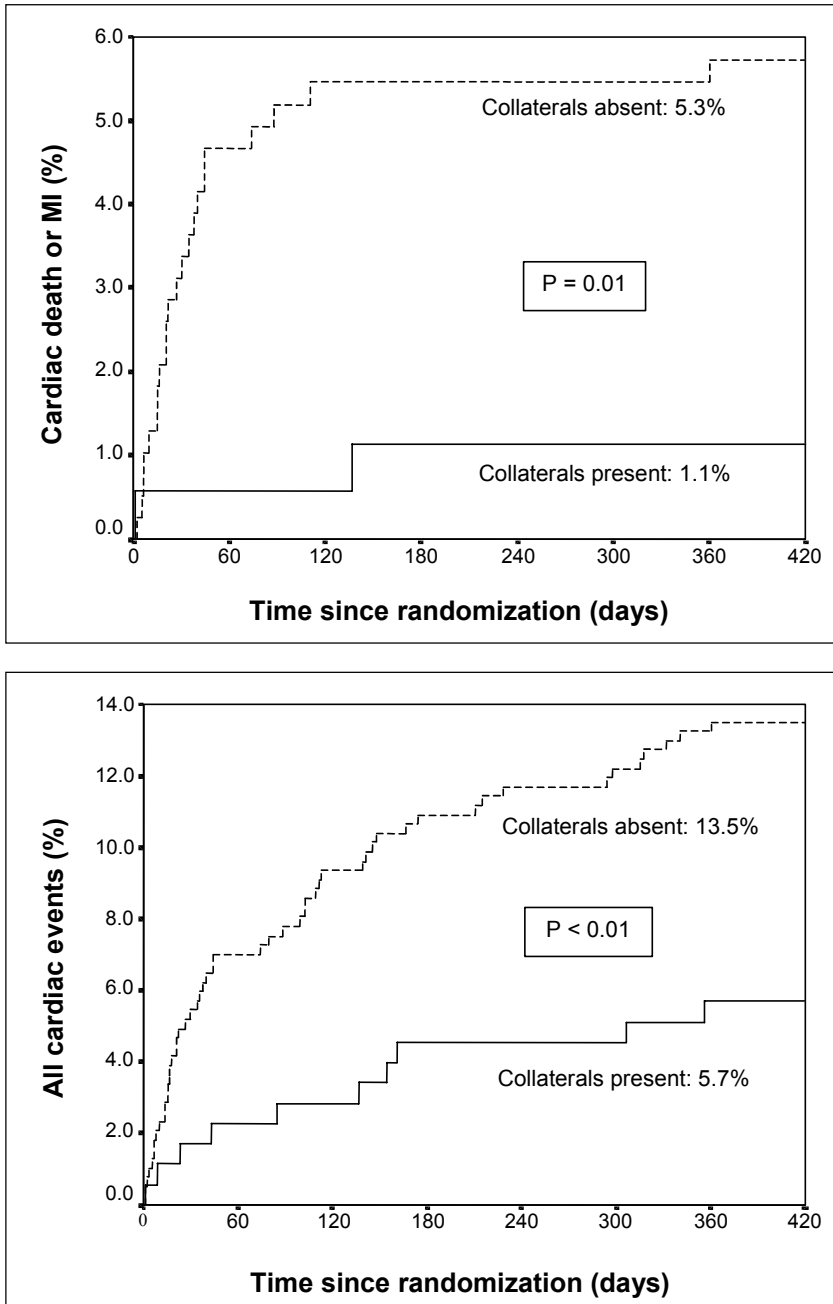 Cardiac death or MI (%)
6.0
5.0
4.0
3.0
2.0
1.0
0.0
Collaterals absent: 5.3%
P = 0.01
Collaterals present: 1.1%
0 60 120 180 240 300 360 420
Time since randomization (days)
All cardiac events (%)
14.0
12.0
10.0
8.0
6.0
4.0
2.0
0.0
Collaterals absent: 13.5%
P < 0.01
Collaterals present: 5.7%
0 60 120 180 240 300 360 420
Time since randomization (days)